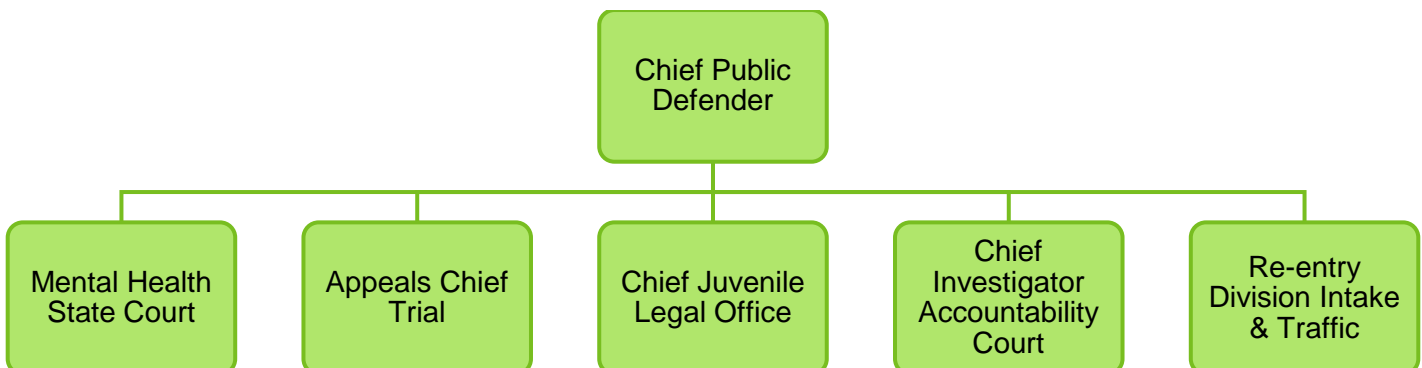 Chief Public
Defender
Mental Health
State Court
Appeals Chief
Trial
Chief Juvenile
Legal Office
Chief
Investigator
Accountability
Court
Re-entry
Division Intake
& Traffic